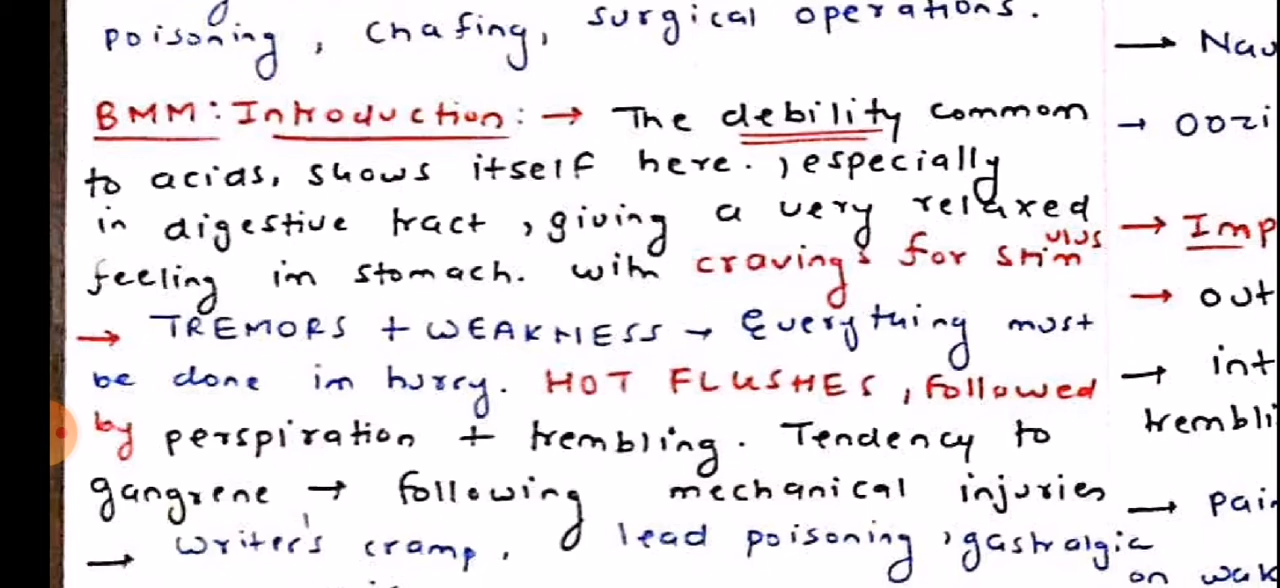 poisoning, chafing, surgical operations.
BMM: Introduction: → The debility common
to acids, shows itself here., especially
in digestive tract, giving a very relaxed
feeling in stomach. with cravings for stimulus
→ TREMORS + WEAKNESS → Everything must
be done in hurry. HOT FLUSHES, followed
by perspiration + trembling. Tendency to
gangrene → following mechanical injuries
→ writer's cramp, lead poisoning, gastralgic
→ Nau
→ oozi
→ Imp
→ out
→ int
trembli
→ pain
on wak